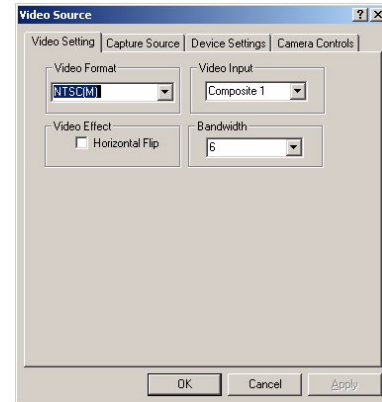 Video Source
Video Setting Capture Source Device Settings Camera Controls
Video Format Video Input
NTSC(M) Composite 1
Video Effect Bandwidth
Horizontal Flip 6
OK Cancel Apply